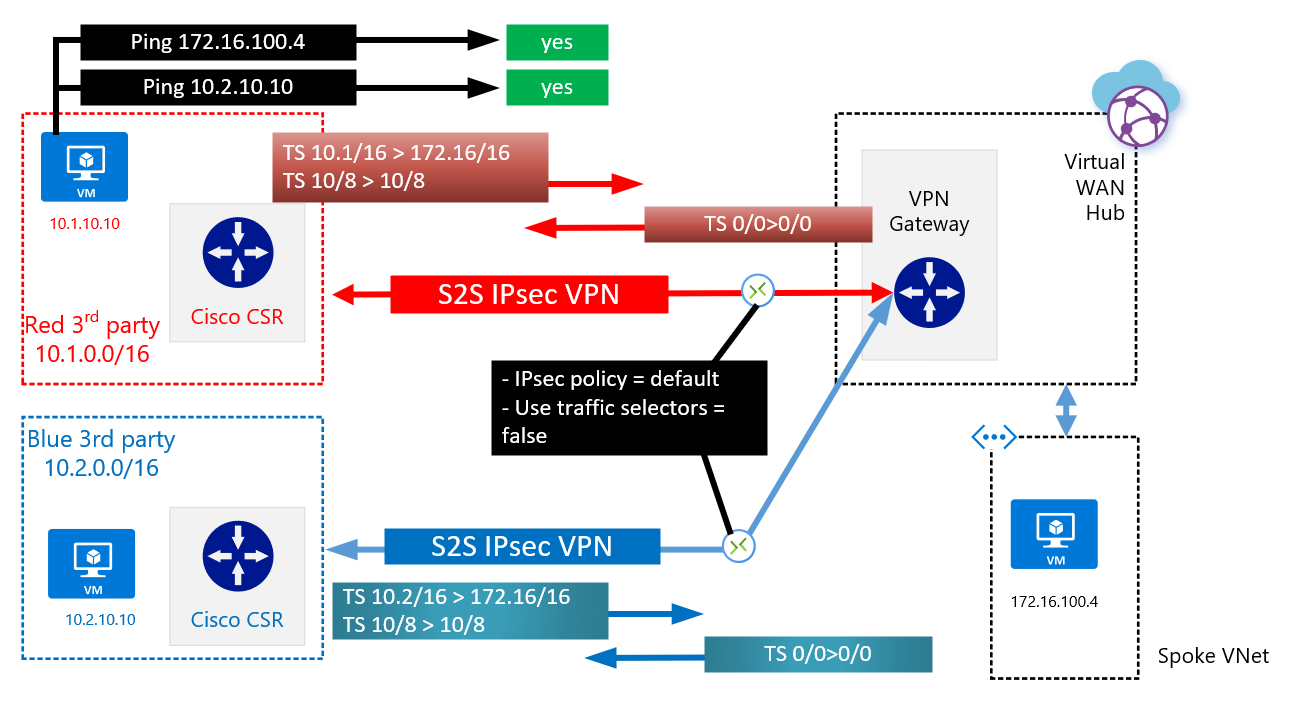 Ping 172.16.100.4
yes
Ping 10.2.10.10
yes
VM
10.1.10.10
TS 10.1/16 > 172.16/16
TS 10/8 > 10/8
TS 0/0>0/0
VPN
Gateway
Virtual
WAN
Hub
S2S IPsec VPN
Cisco CSR
Red 3rd party
10.1.0.0/16
- IPsec policy = default
- Use traffic selectors =
false
Blue 3rd party
10.2.0.0/16
VM
10.2.10.10
Cisco CSR
S2S IPsec VPN
TS 10.2/16 > 172.16/16
TS 10/8 > 10/8
TS 0/0>0/0
VM
172.16.100.4
Spoke VNet